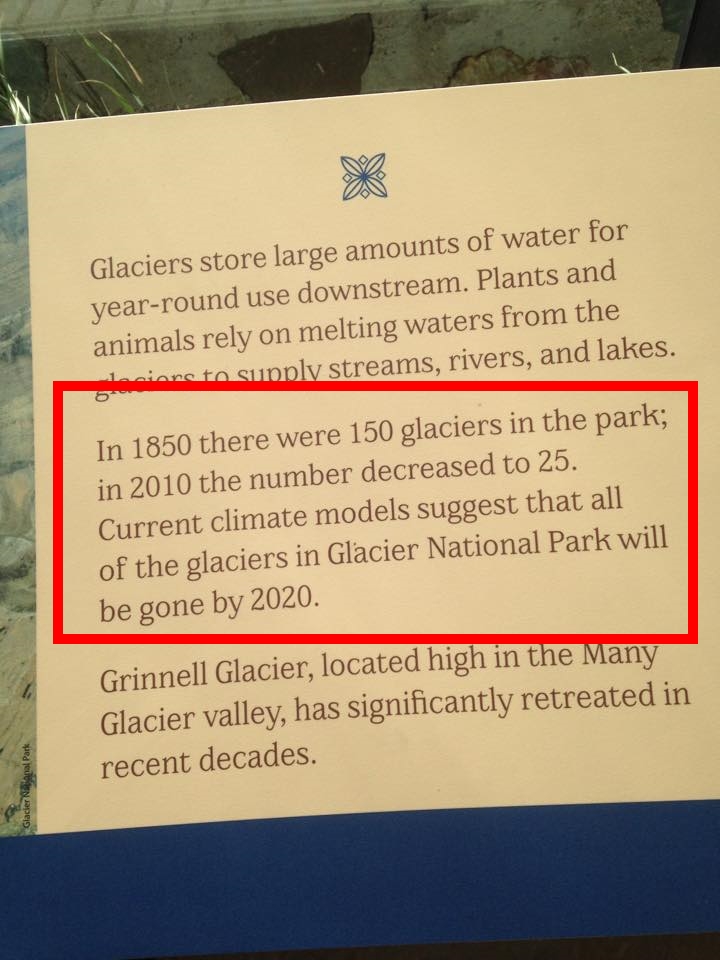 Glaciers store large amounts of water for
year-round use downstream. Plants and
animals rely on melting waters from the
glaciers to supply streams, rivers, and lakes.
In 1850 there were 150 glaciers in the park;
in 2010 the number decreased to 25.
Current climate models suggest that all
of the glaciers in Glacier National Park will
be gone by 2020.
Grinnell Glacier, located high in the Many
Glacier valley, has significantly retreated in
recent decades.
Glacier National Park